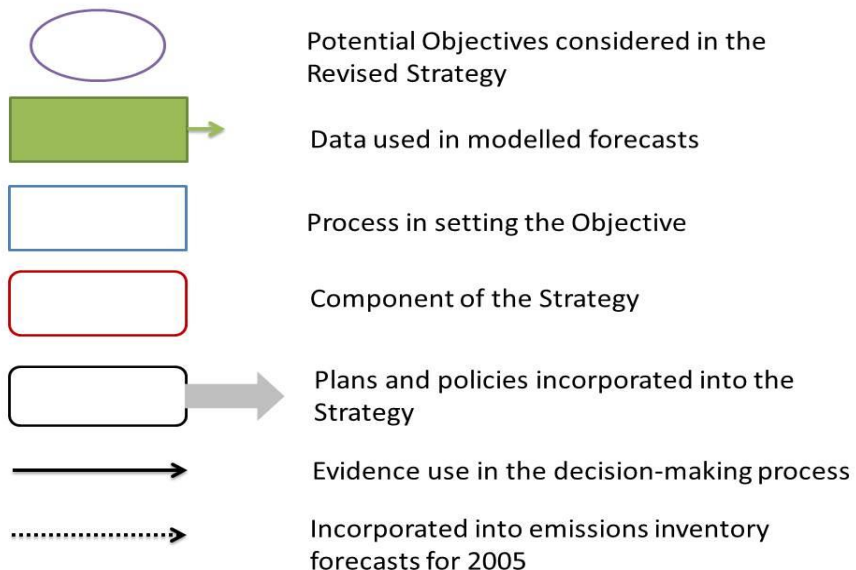 Potential Objectives considered in the
Revised Strategy
Data used in modelled forecasts
Process in setting the Objective
Component of the Strategy
Plans and policies incorporated into the
Strategy
Evidence use in the decision-making process
Incorporated into emissions inventory
forecasts for 2005